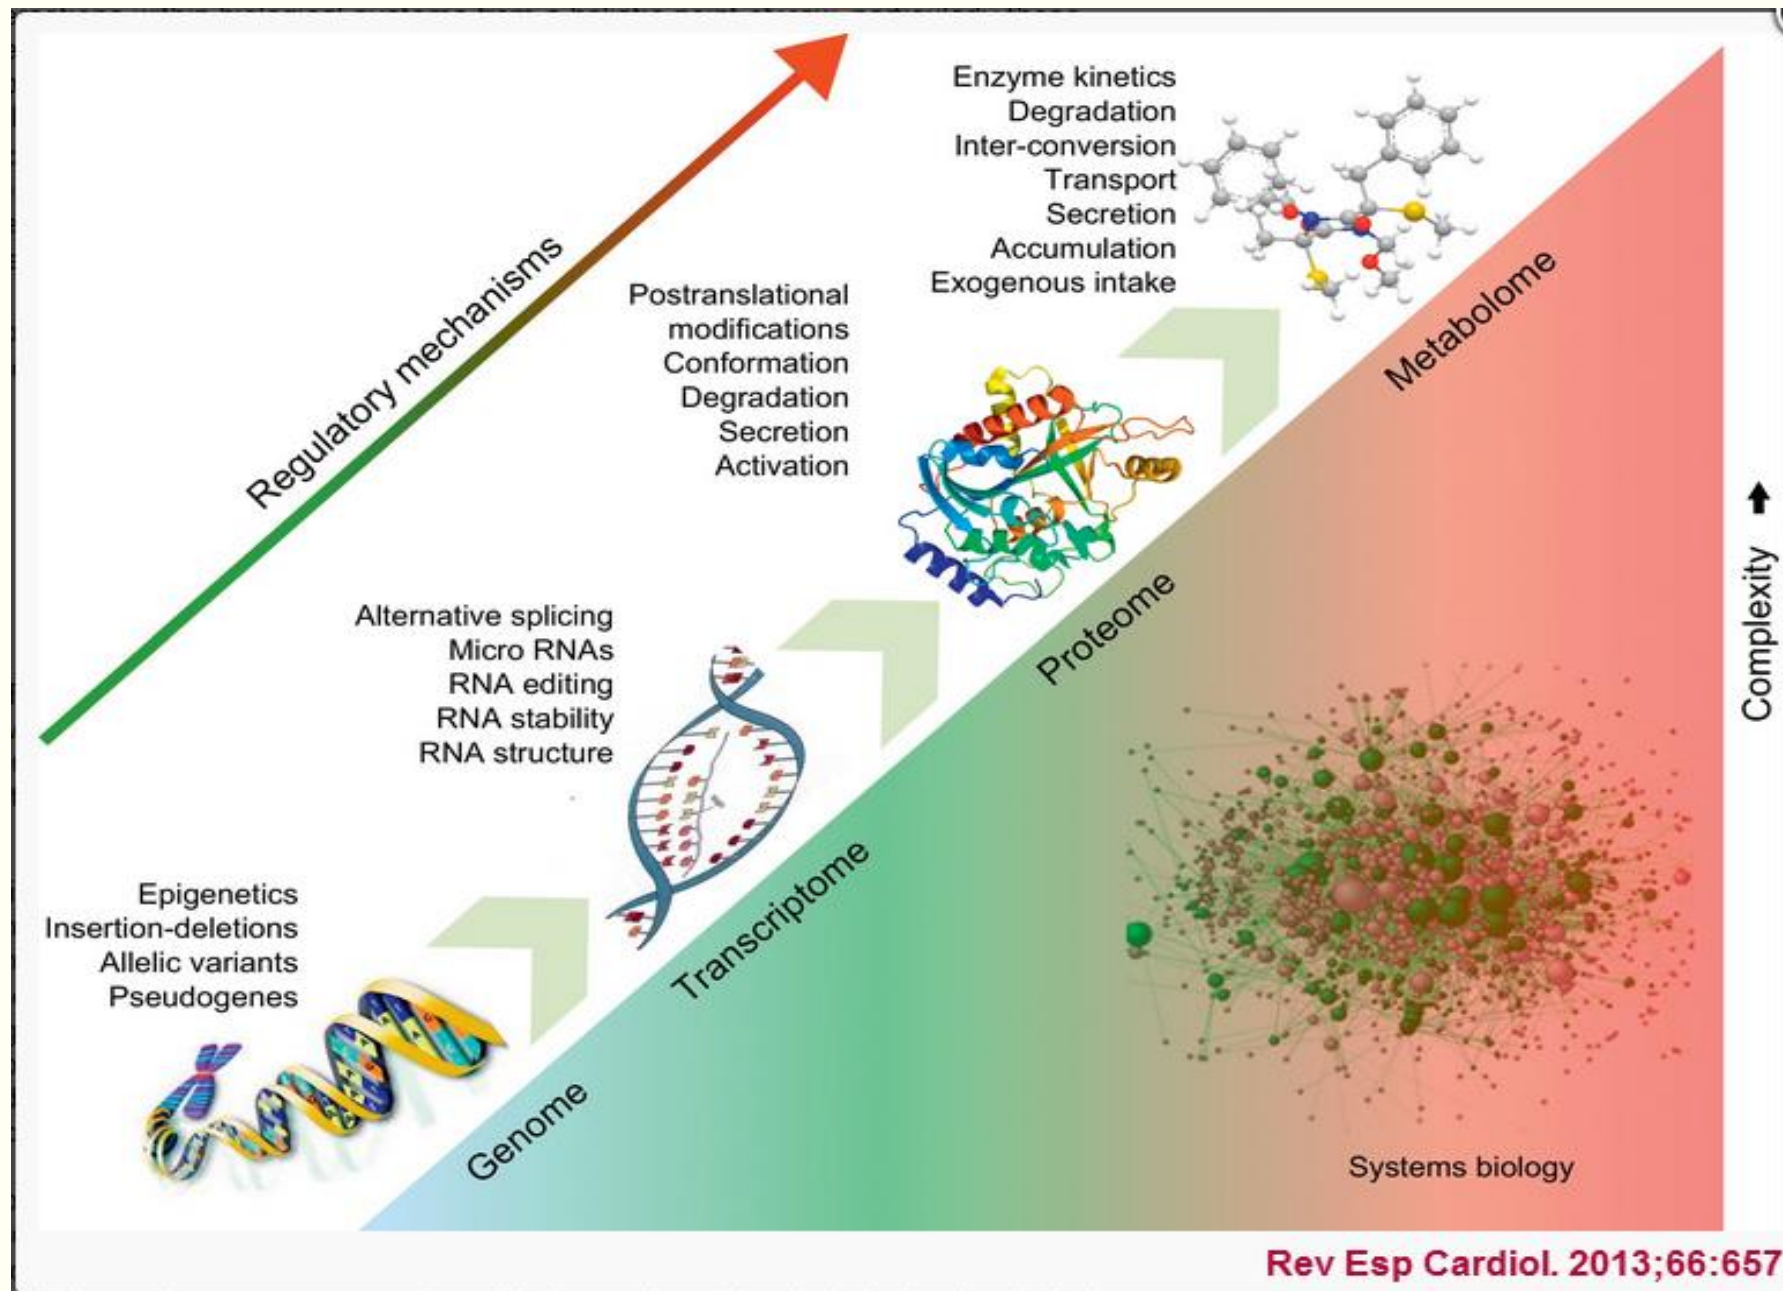 Enzyme kinetics
Degradation
Inter-conversion
Transport
Secretion
Accumulation
Exogenous intake
Regulatory mechanisms
Postranslational
modifications
Conformation
Degradation
Secretion
Activation
Metabolome
Alternative splicing
Micro RNAs
RNA editing
RNA stability
RNA structure
Proteome
Complexity
Epigenetics
Insertion-deletions
Allelic variants
Pseudogenes
Transcriptome
Genome
Systems biology
Rev Esp Cardiol. 2013;66:657